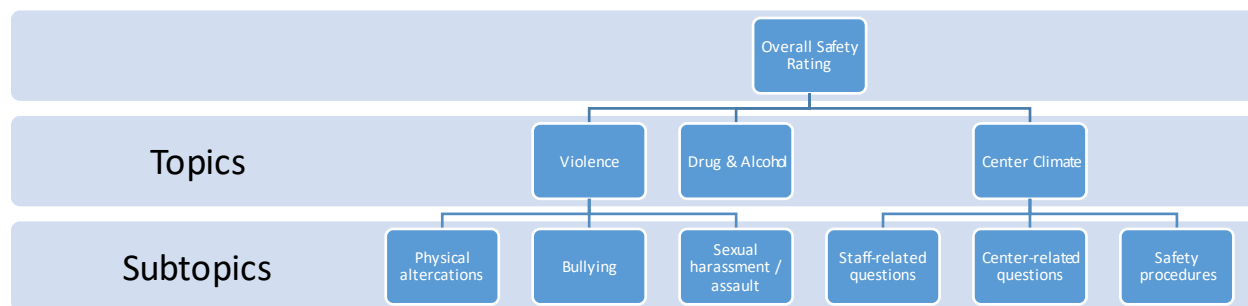 Overall Safety
Rating
Topics
Violence
Drug & Alcohol
Center Climate
Subtopics
Physical
altercations
Bullying
Sexual
harassment /
assault
Staff-related
questions
Center-related
questions
Safety
procedures